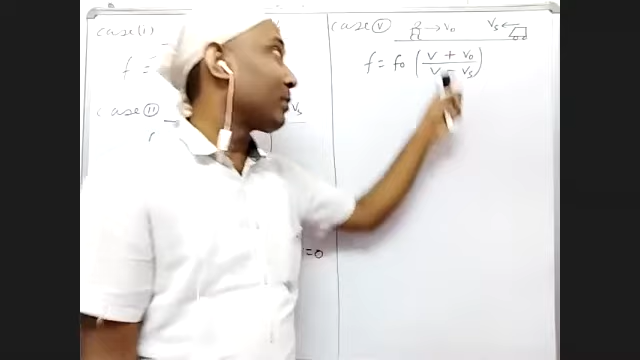 case (I)
f =
case (II)
Vs
= 0
case (V) → Vo Vs ←
f = fo ( V + Vo / V - Vs )